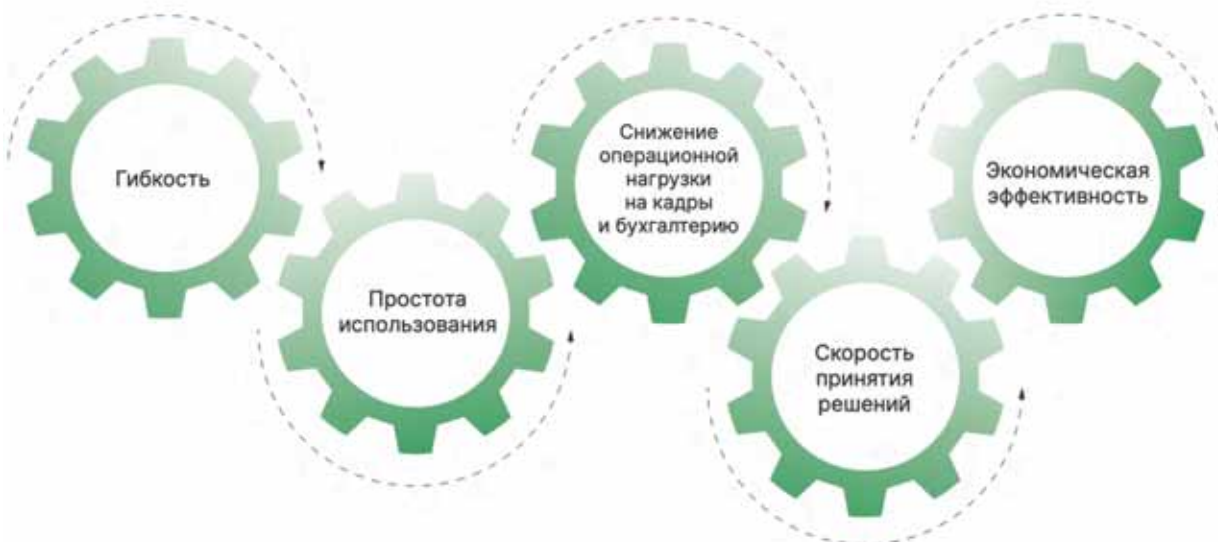 Гибкость
Простота
использования
Снижение
операционной
нагрузки
на кадры
и бухгалтерию
Скорость
принятия
решений
Экономическая
эффективность